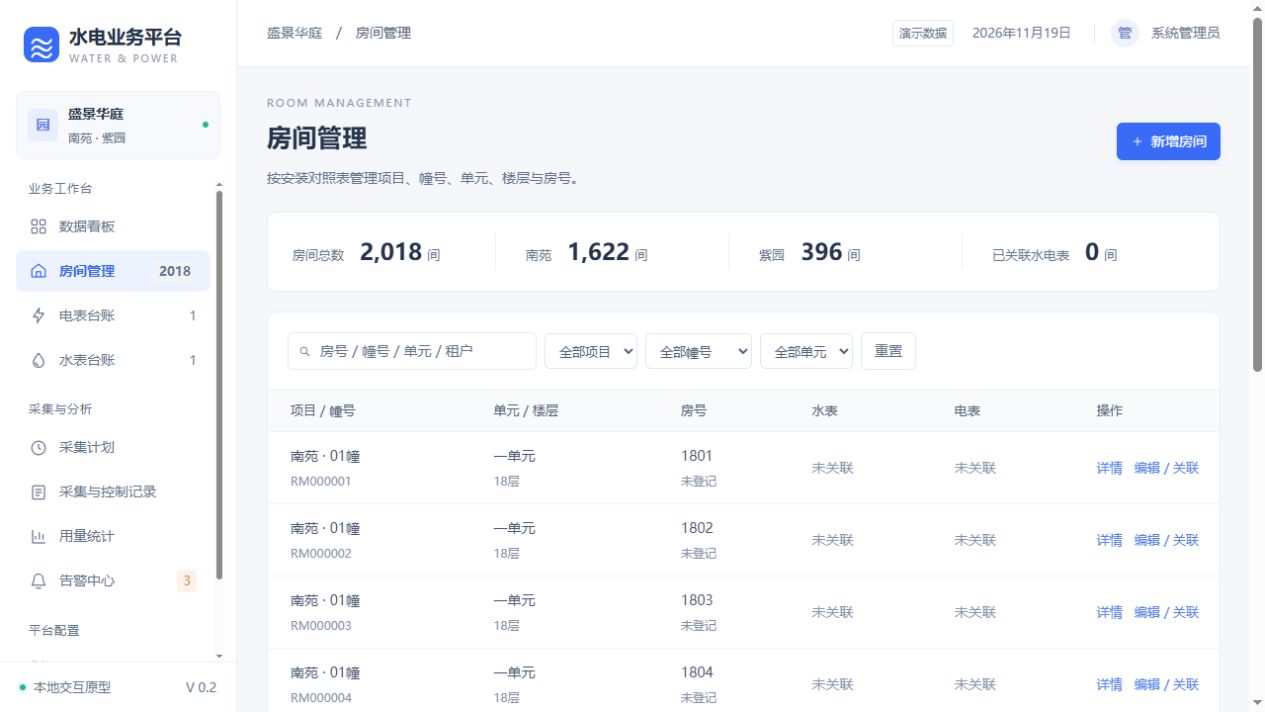 水电业务平台
WATER & POWER
盛景华庭
南苑 · 紫园
园
业务工作台
数据看板
房间管理 2018
电表台账 1
水表台账 1
采集与分析
采集计划
采集与控制记录
用量统计
告警中心 3
平台配置
本地交互原型 V 0.2
盛景华庭 / 房间管理
演示数据 2026年11月19日 管 系统管理员
ROOM MANAGEMENT
房间管理
+ 新增房间
按安装对照表管理项目、幢号、单元、楼层与房号。
房间总数 2,018 间 南苑 1,622 间 紫园 396 间 已关联水电表 0 间
房号 / 幢号 / 单元 / 租户 全部项目 全部幢号 全部单元 重置
项目 / 幢号 单元 / 楼层 房号 水表 电表 操作
南苑 · 01幢 一单元 1801
未关联 未关联 详情 编辑 / 关联
RM000001 18层 未登记
南苑 · 01幢 一单元 1802
未关联 未关联 详情 编辑 / 关联
RM000002 18层 未登记
南苑 · 01幢 一单元 1803
未关联 未关联 详情 编辑 / 关联
RM000003 18层 未登记
南苑 · 01幢 一单元 1804
未关联 未关联 详情 编辑 / 关联
RM000004 18层 未登记